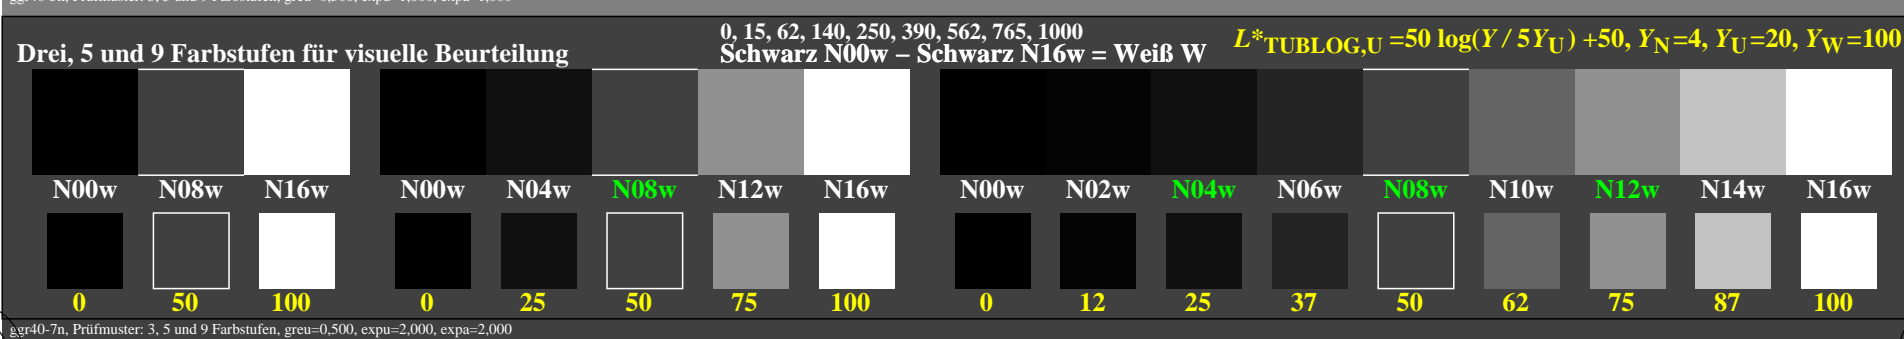 Drei, 5 und 9 Farbstufen für visuelle Beurteilung
0, 15, 62, 140, 250, 390, 562, 765, 1000
Schwarz N00w – Schwarz N16w = Weiß W
L*TUBLOG,U =50 log(Y / 5YU) +50, YN=4, YU=20, YW=100
N00w N08w N16w N00w N04w N08w N12w N16w N00w N02w N04w N06w N08w N10w N12w N14w N16w
0 50 100 0 25 50 75 100 0 12 25 37 50 62 75 87 100
ggr40-7n, Prüfmuster: 3, 5 und 9 Farbstufen, greu=0,500, expu=2,000, expa=2,000